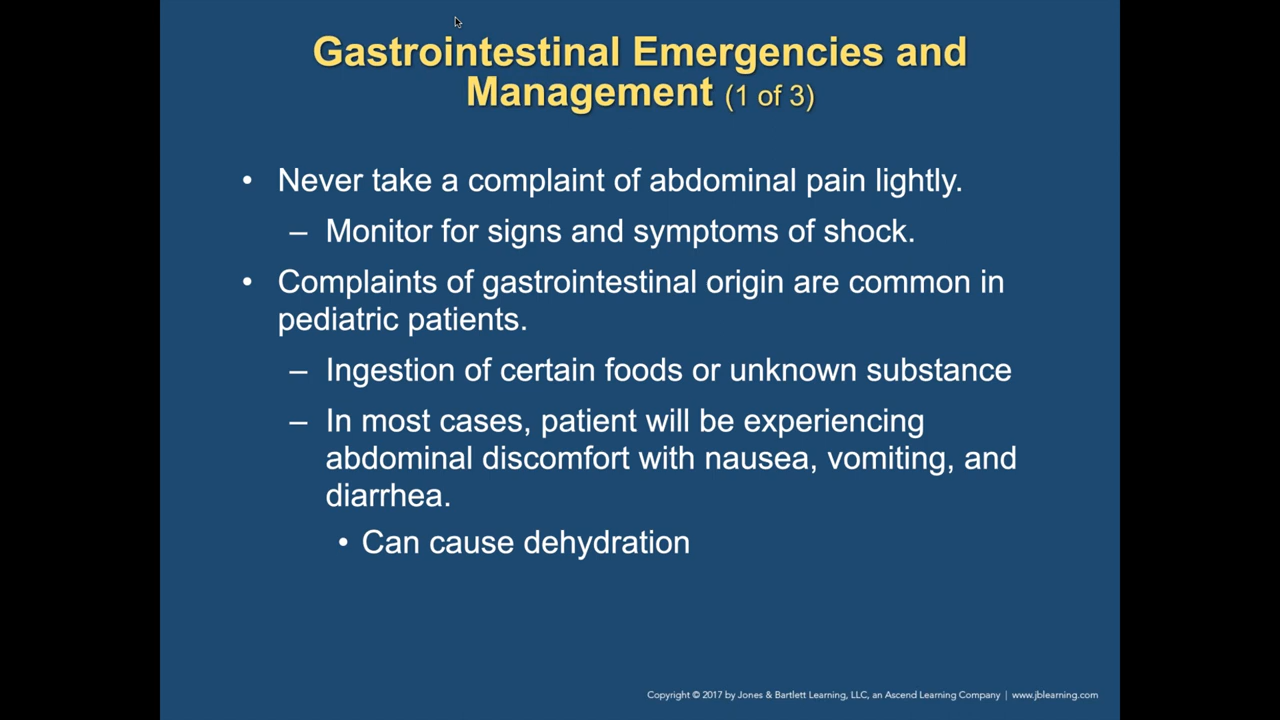 Gastrointestinal Emergencies and
Management (1 of 3)
• Never take a complaint of abdominal pain lightly.
– Monitor for signs and symptoms of shock.
• Complaints of gastrointestinal origin are common in
pediatric patients.
– Ingestion of certain foods or unknown substance
– In most cases, patient will be experiencing
abdominal discomfort with nausea, vomiting, and
diarrhea.
• Can cause dehydration
Copyright © 2017 by Jones & Bartlett Learning, LLC, an Ascend Learning Company | www.jblearning.com